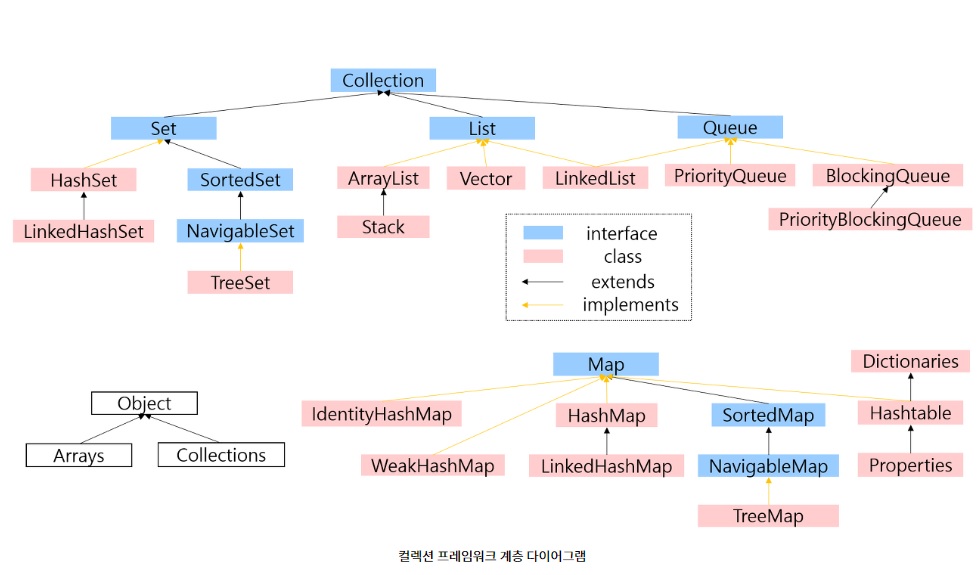 Collection
Set
List
Queue
HashSet
SortedSet
ArrayList
Vector
LinkedList
PriorityQueue
BlockingQueue
LinkedHashSet
NavigableSet
Stack
PriorityBlockingQueue
TreeSet
interface
class
extends
implements
Map
Dictionaries
Object
IdentityHashMap
HashMap
SortedMap
Hashtable
Arrays
Collections
WeakHashMap
LinkedHashMap
NavigableMap
Properties
TreeMap
컬렉션 프레임워크 계층 다이어그램